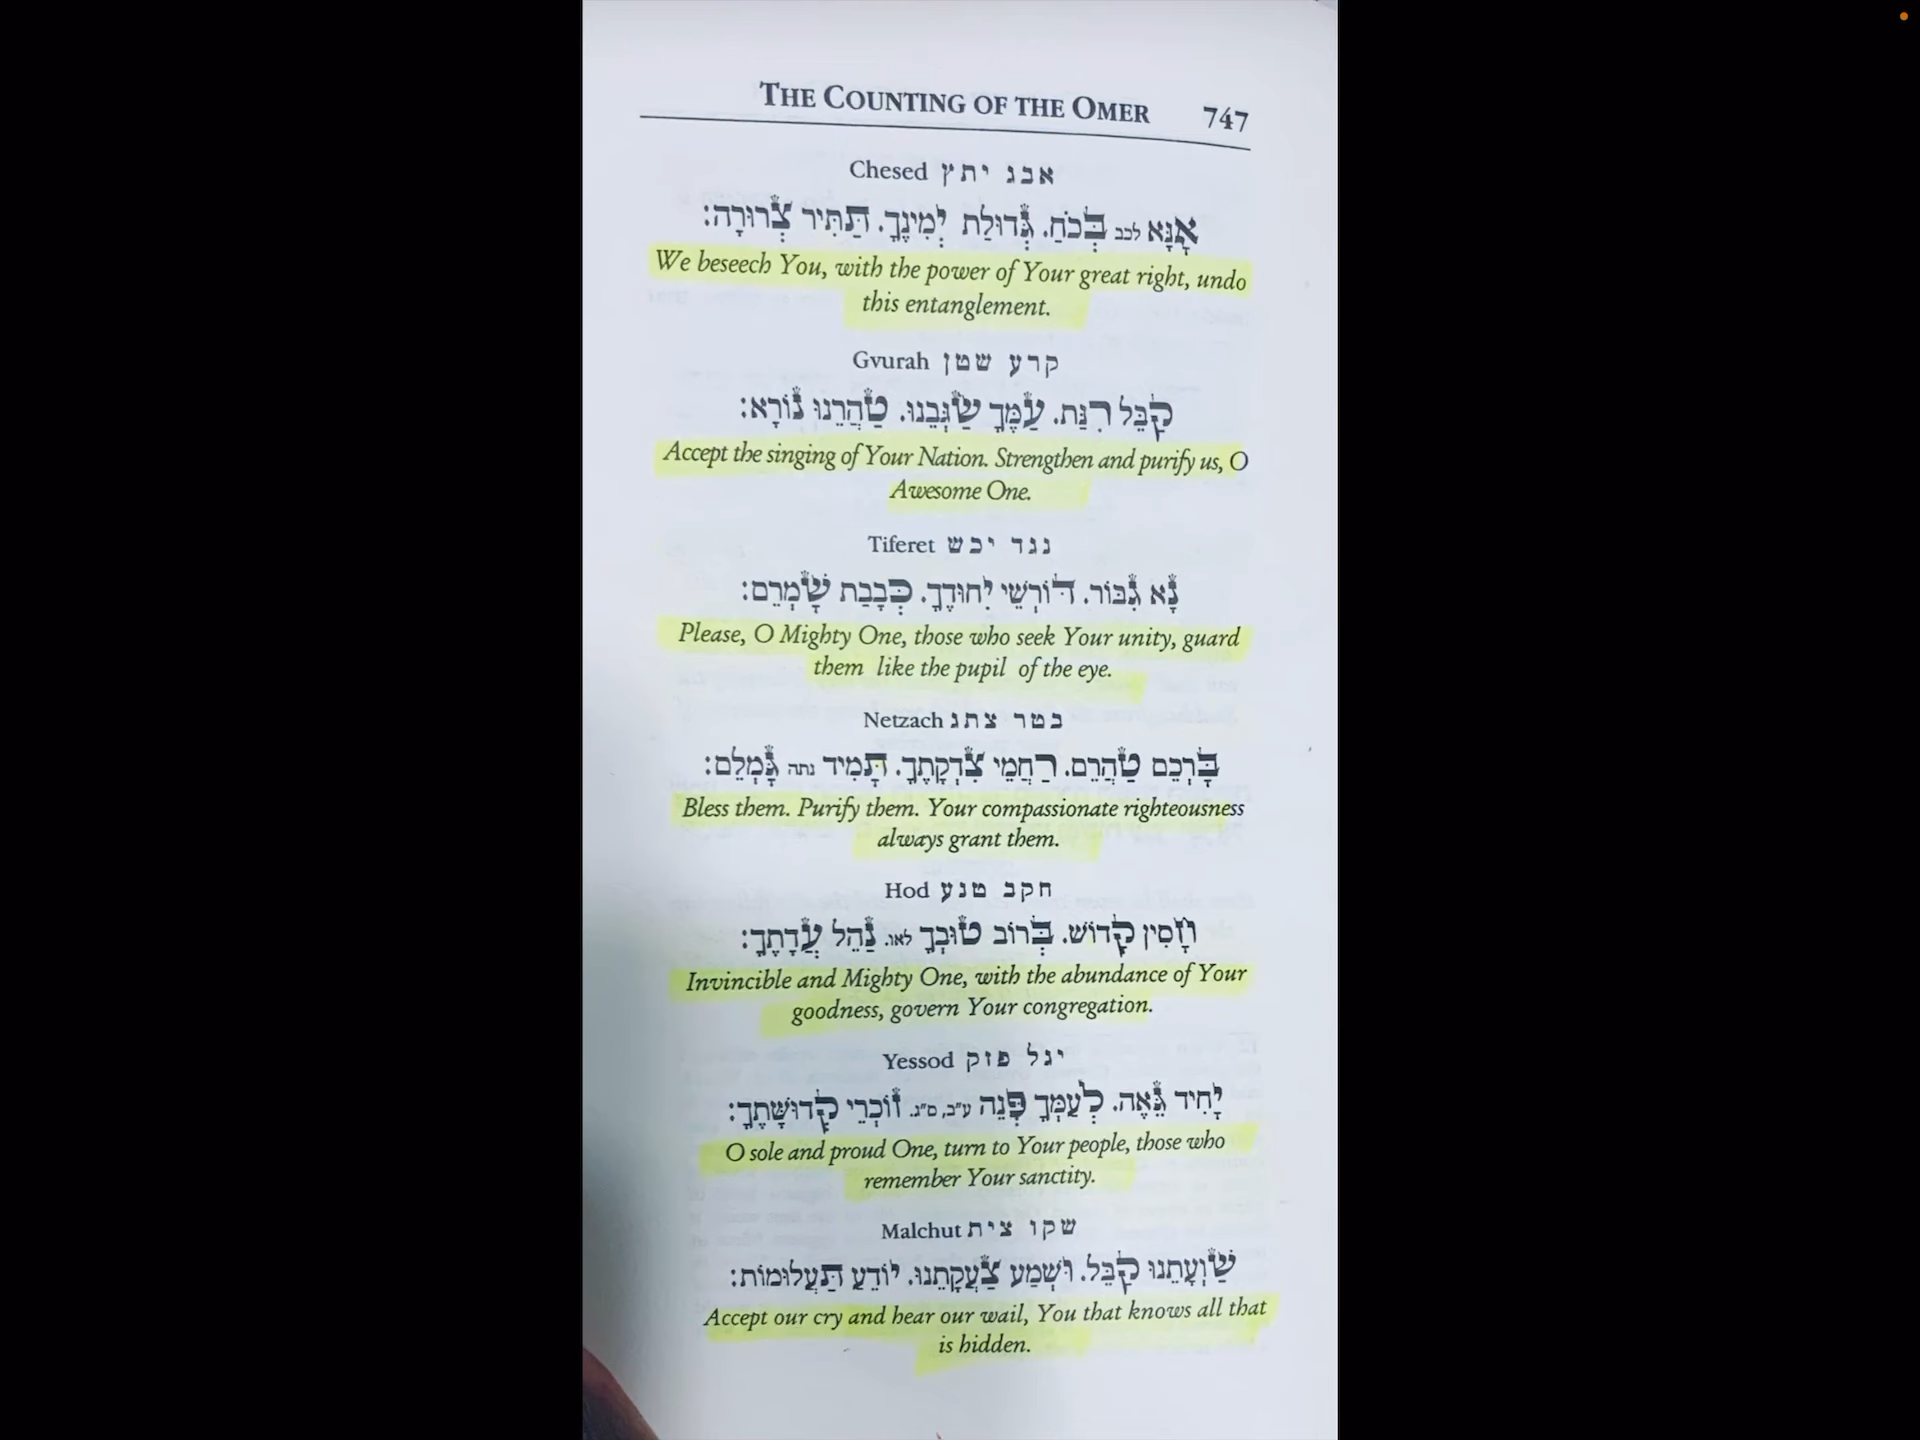 THE COUNTING OF THE OMER 747
Chesed אבג יתץ
אָנָּא לכב בְּכֹחַ. גְּדוּלַת יְמִינֶךָ. תַּתִּיר צְרוּרָה:
We beseech You, with the power of Your great right, undo
this entanglement.
Gvurah קרע שטן
קַבֵּל רִנַּת. עַמֶּךָ שַׂגְּבֵנוּ. טַהֲרֵנוּ נוֹרָא:
Accept the singing of Your Nation. Strengthen and purify us, O
Awesome One.
Tiferet נגד יכש
נָא גִּבּוֹר. דּוֹרְשֵׁי יִחוּדֶךָ. כְּבָבַת שָׁמְרֵם:
Please, O Mighty One, those who seek Your unity, guard
them like the pupil of the eye.
Netzach בטר צתג
בָּרְכֵם טַהֲרֵם. רַחֲמֵי צִדְקָתֶךָ. תָּמִיד נתה גָּמְלֵם:
Bless them. Purify them. Your compassionate righteousness
always grant them.
Hod חקב טנע
חָסִין קָדוֹשׁ. בְּרוֹב טוּבְךָ לאו. נַהֵל עֲדָתֶךָ:
Invincible and Mighty One, with the abundance of Your
goodness, govern Your congregation.
Yessod יגל פזק
יָחִיד גֵּאֶה. לְעַמְּךָ פְּנֵה ע״ב, ס״ג. זוֹכְרֵי קְדוּשָּׁתֶךָ:
O sole and proud One, turn to Your people, those who
remember Your sanctity.
Malchut שקו צית
שַׁוְעָתֵנוּ קַבֵּל. וּשְׁמַע צַעֲקָתֵנוּ. יוֹדֵעַ תַּעֲלוּמוֹת:
Accept our cry and hear our wail, You that knows all that
is hidden.